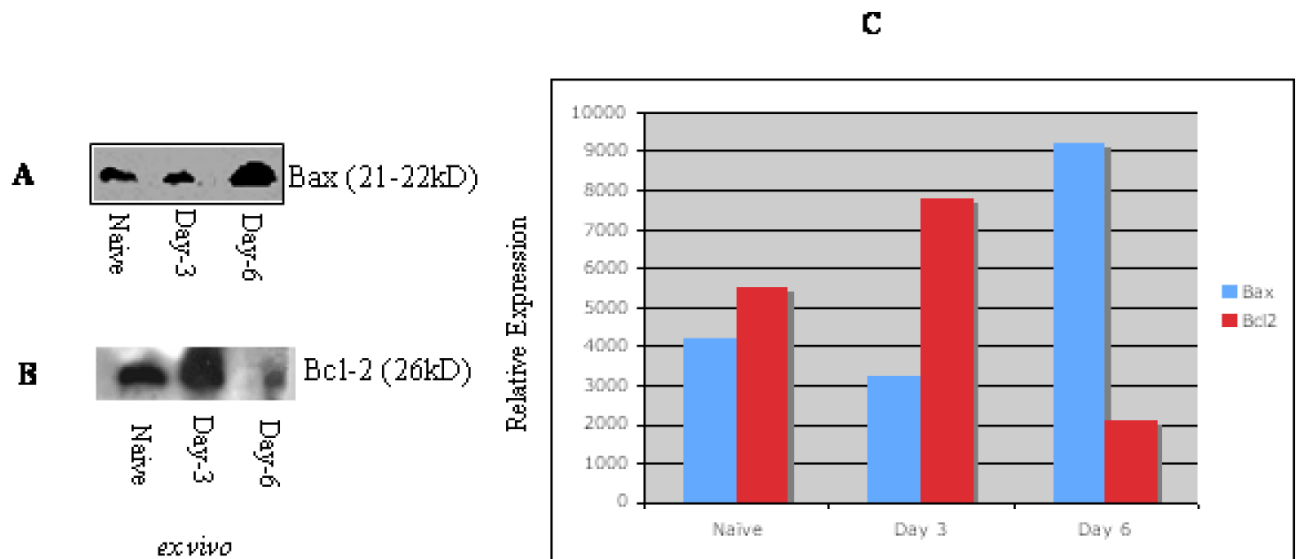 A
Bax (21-22kD)
Naive
Day-3
Day-6
B
Bcl-2 (26kD)
Naive
Day-3
Day-6
ex vivo
C
Relative Expression
10000
9000
8000
7000
6000
5000
4000
3000
2000
1000
0
Naive
Day 3
Day 6
Bax
Bcl2